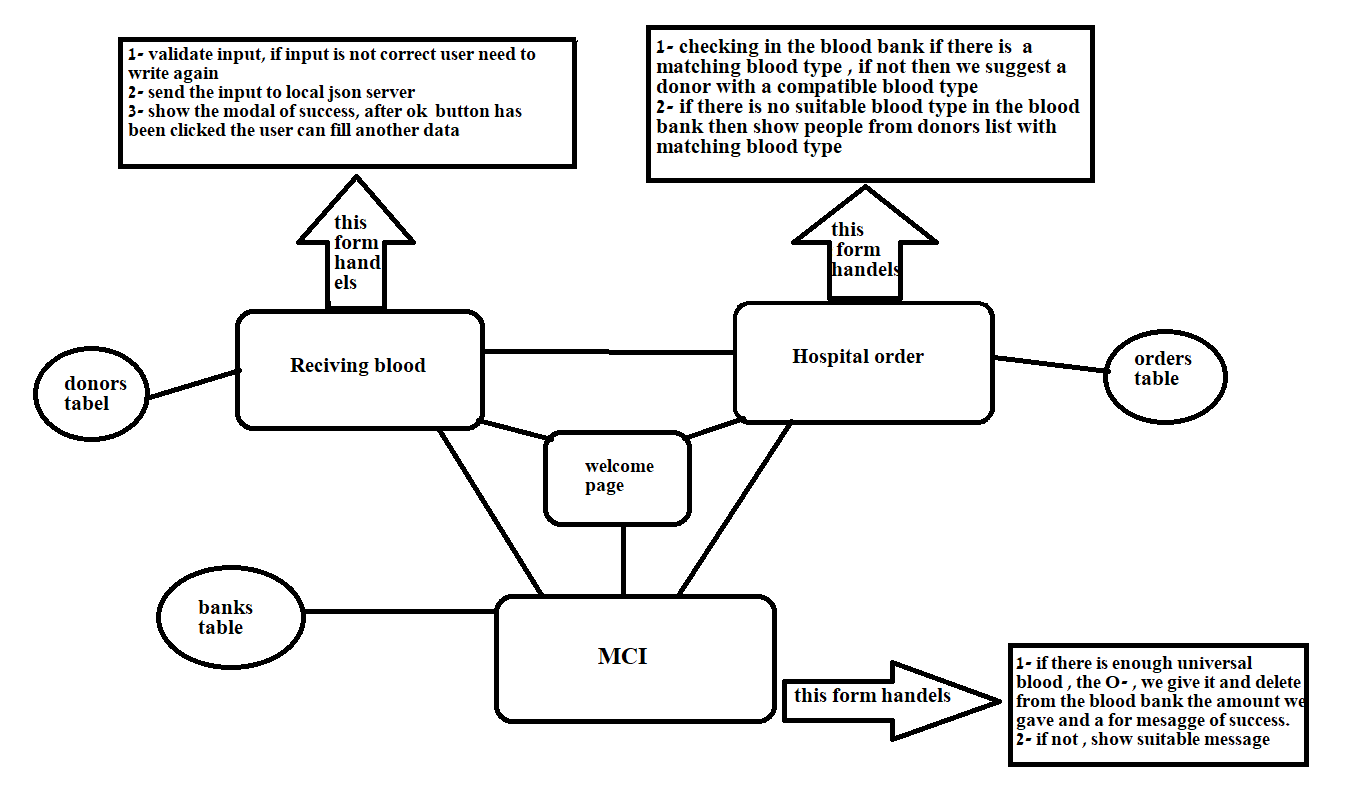 1- validate input, if input is not correct user need to
write again
2- send the input to local json server
3- show the modal of success, after ok  button has
been clicked the user can fill another data
1- checking in the blood bank if there is  a
matching blood type , if not then we suggest a
donor with a compatible blood type
2- if there is no suitable blood type in the blood
bank then show people from donors list with
matching blood type
this
form
hand
els
this
form
handels
Reciving blood
Hospital order
donors
tabel
orders
table
welcome
page
banks
table
MCI
this form handels
1- if there is enough universal
blood , the O- , we give it and delete
from the blood bank the amount we
gave and a for mesagge of success.
2- if not , show suitable message